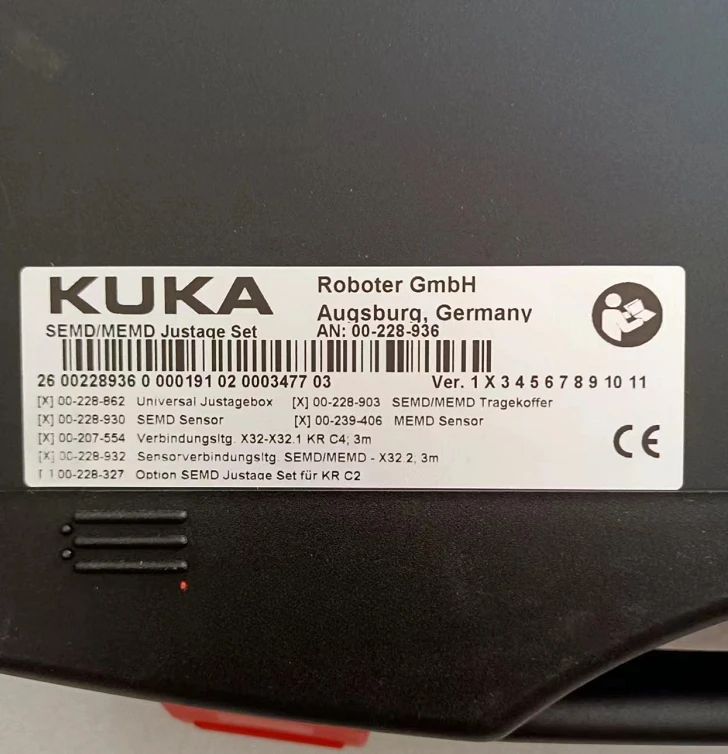 KUKA Roboter GmbH
Augsburg, Germany
SEMD/MEMD Justage Set AN: 00-228-936
26 00228936 0 000191 02 0003477 03 Ver. 1 X 3 4 5 6 7 8 9 10 11
[X] 00-228-862 Universal Justagebox [X] 00-228-903 SEMD/MEMD Tragekoffer
[X] 00-228-930 SEMD Sensor [X] 00-239-406 MEMD Sensor
[X] 00-207-554 Verbindungsltg. X32-X32.1 KR C4; 3m
[X] 00-228-932 Sensorverbindungsltg. SEMD/MEMD - X32.2, 3m
[ ] 00-228-327 Option SEMD Justage Set für KR C2
CE